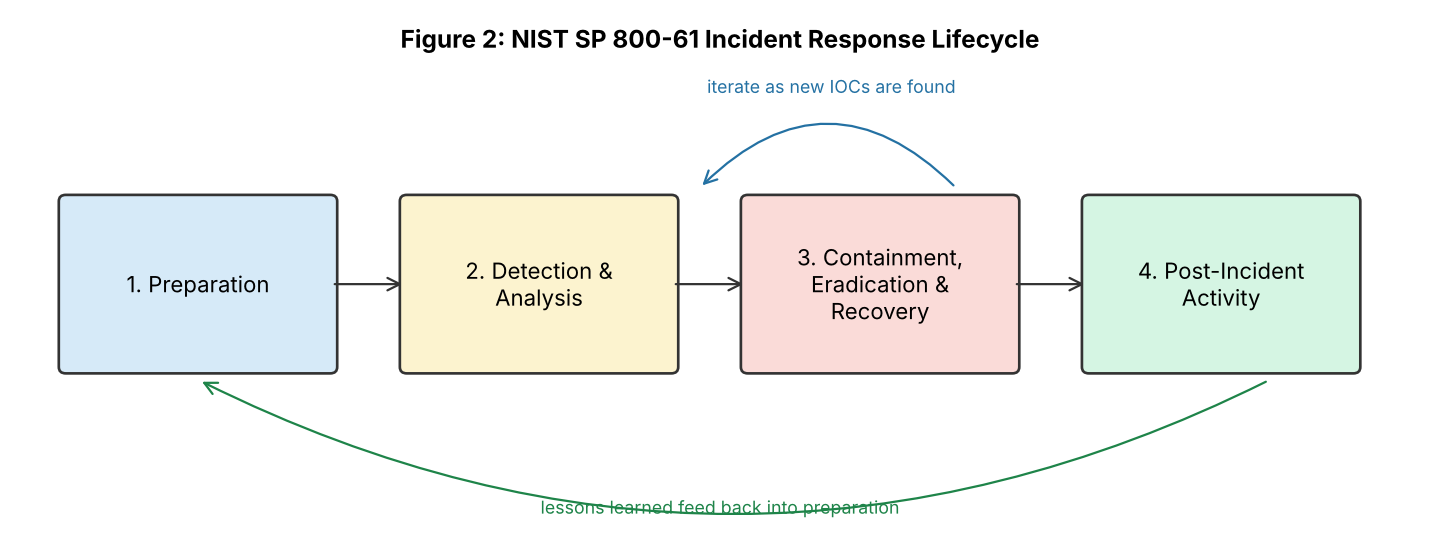 Figure 2: NIST SP 800-61 Incident Response Lifecycle
iterate as new IOCs are found
1. Preparation
2. Detection &
Analysis
3. Containment,
Eradication &
Recovery
4. Post-Incident
Activity
lessons learned feed back into preparation